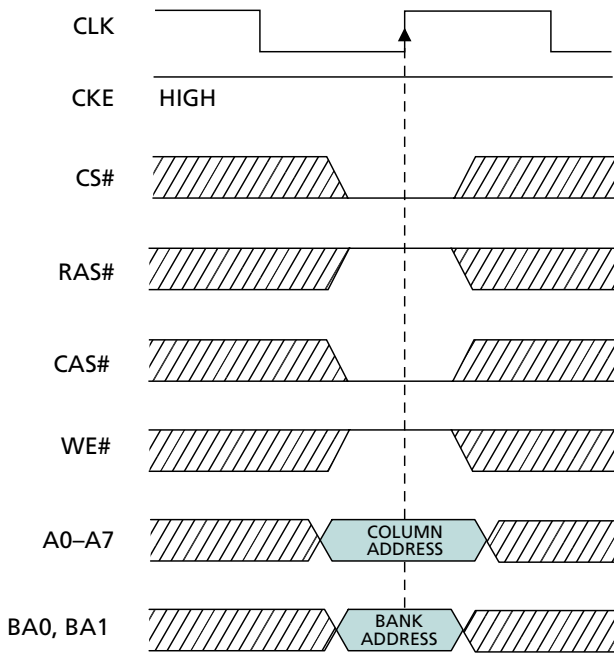 CLK
CKE HIGH
CS#
RAS#
CAS#
WE#
A0–A7 COLUMN
ADDRESS
BA0, BA1 BANK
ADDRESS